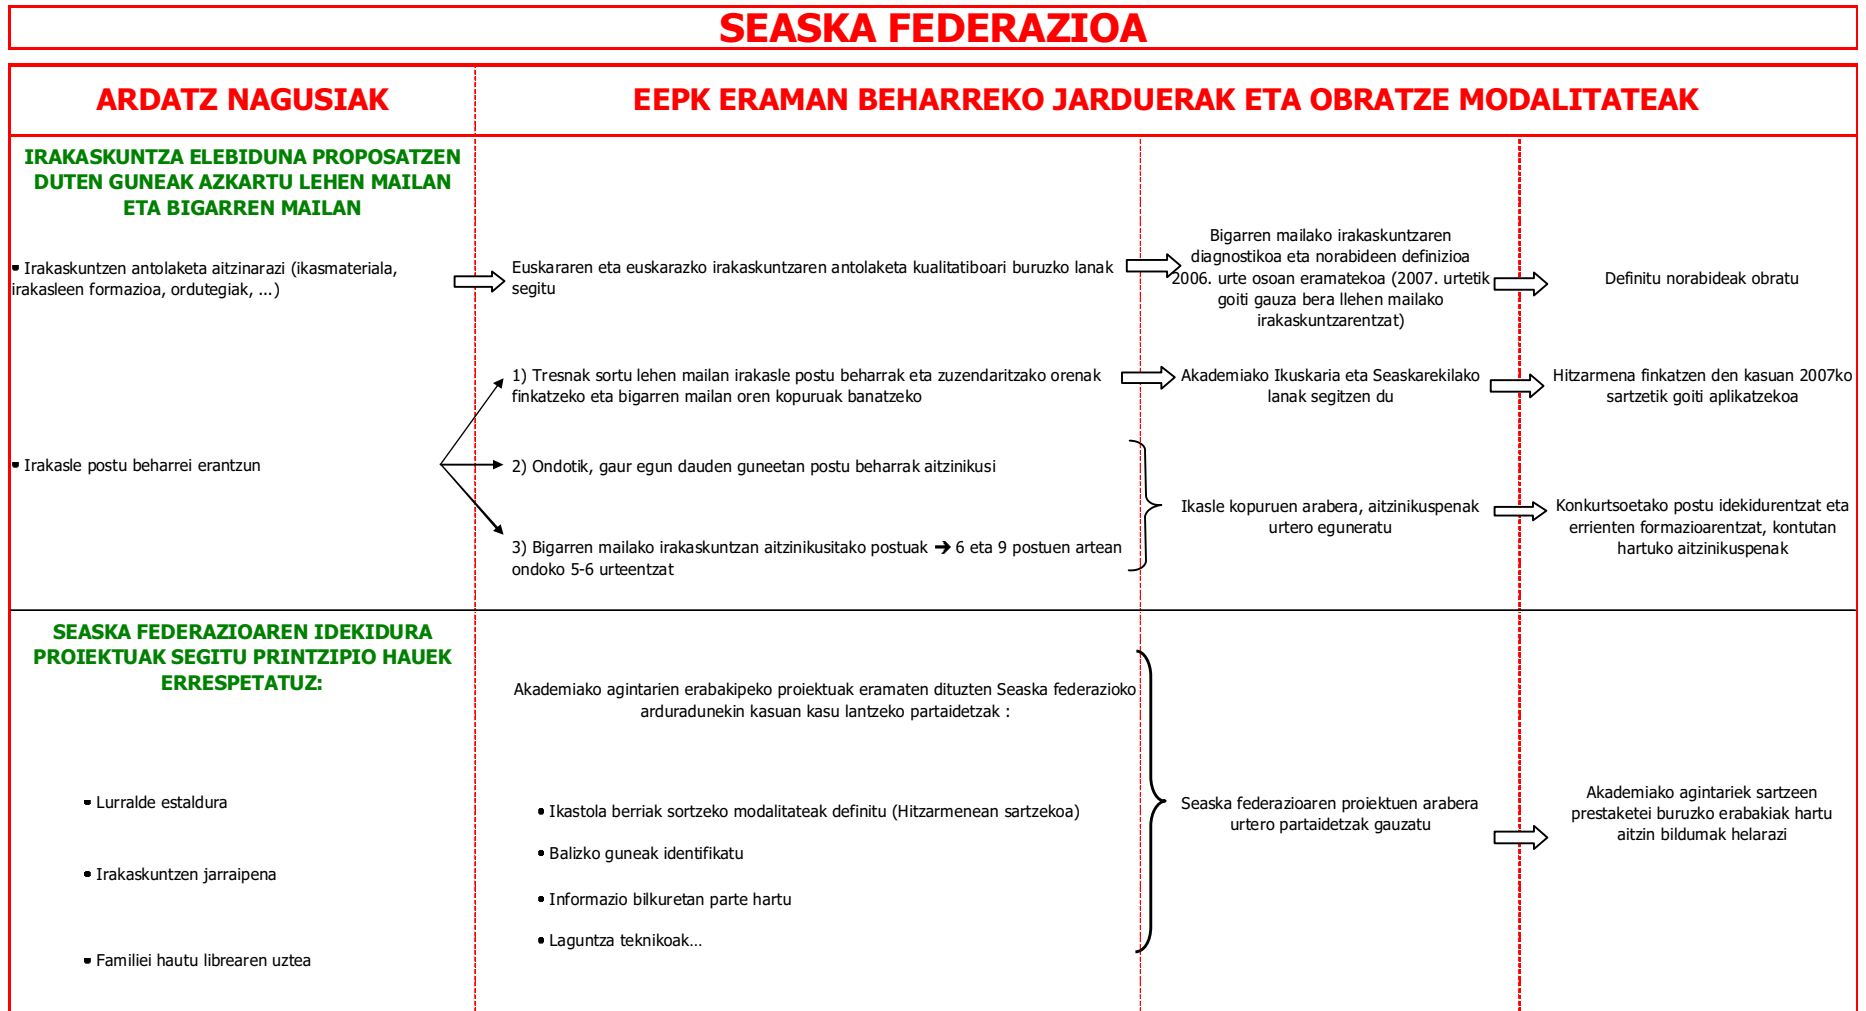 SEASKA FEDERAZIOA
ARDATZ NAGUSIAK
EEPK ERAMAN BEHARREKO JARDUERAK ETA OBRATZE MODALITATEAK
IRAKASKUNTZA ELEBIDUNA PROPOSATZEN
DUTEN GUNEAK AZKARTU LEHEN MAILAN
ETA BIGARREN MAILAN
▪ Irakaskuntzen antolaketa aitzinarazi (ikasmateriala,
irakasleen formazioa, ordutegiak, ...)
Euskararen eta euskarazko irakaskuntzaren antolaketa kualitatiboari buruzko lanak
segitu
Bigarren mailako irakaskuntzaren
diagnostikoa eta norabideen definizioa
2006. urte osoan eramatekoa (2007. urtetik
goiti gauza bera llehen mailako
irakaskuntzarentzat)
Definitu norabideak obratu
▪ Irakasle postu beharrei erantzun
1) Tresnak sortu lehen mailan irakasle postu beharrak eta zuzendaritzako orenak
finkatzeko eta bigarren mailan oren kopuruak banatzeko
Akademiako Ikuskaria eta Seaskarekilako
lanak segitzen du
Hitzarmena finkatzen den kasuan 2007ko
sartzetik goiti aplikatzekoa
2) Ondotik, gaur egun dauden guneetan postu beharrak aitzinikusi
3) Bigarren mailako irakaskuntzan aitzinikusitako postuak ➔ 6 eta 9 postuen artean
ondoko 5-6 urteentzat
Ikasle kopuruen arabera, aitzinikuspenak
urtero eguneratu
Konkurtsoetako postu idekidurentzat eta
errienten formazioarentzat, kontutan
hartuko aitzinikuspenak
SEASKA FEDERAZIOAREN IDEKIDURA
PROIEKTUAK SEGITU PRINTZIPIO HAUEK
ERRESPETATUZ:
▪ Lurralde estaldura
▪ Irakaskuntzen jarraipena
▪ Familiei hautu librearen uztea
Akademiako agintarien erabakipeko proiektuak eramaten dituzten Seaska federazioko
arduradunekin kasuan kasu lantzeko partaidetzak :
• Ikastola berriak sortzeko modalitateak definitu (Hitzarmenean sartzekoa)
• Balizko guneak identifikatu
• Informazio bilkuretan parte hartu
• Laguntza teknikoak...
Seaska federazioaren proiektuen arabera
urtero partaidetzak gauzatu
Akademiako agintariek sartzeen
prestaketei buruzko erabakiak hartu
aitzin bildumak helarazi